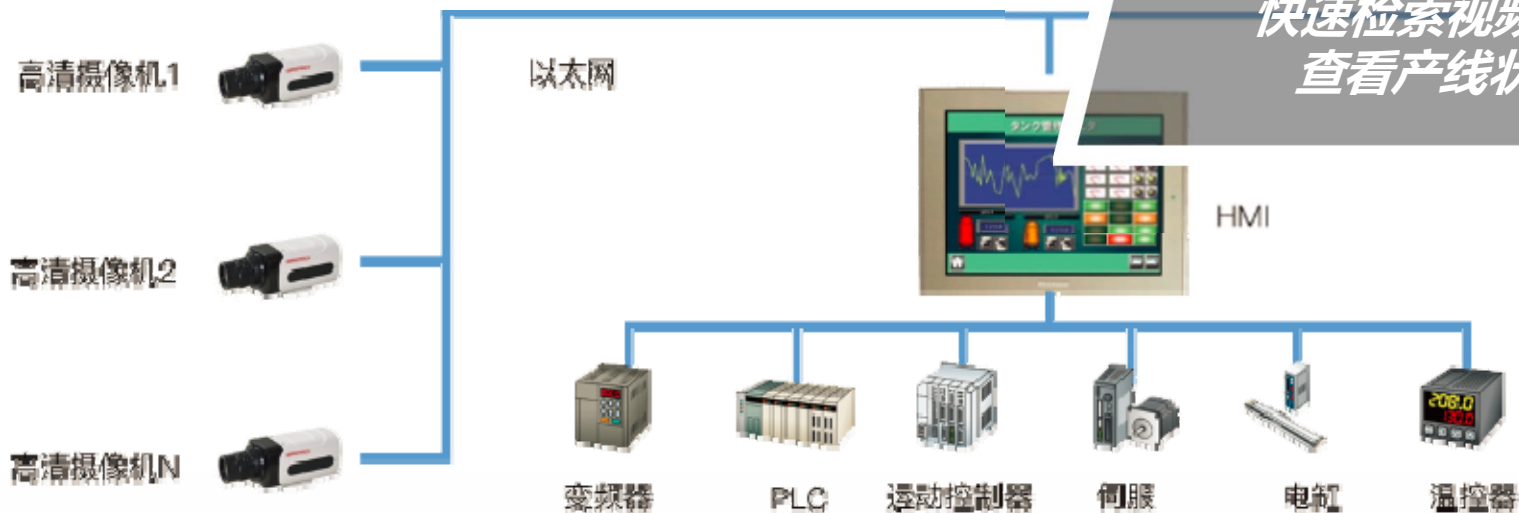 快速检索视频
查看产线状
高清摄像机1
以太网
HMI
高清摄像机2
高清摄像机N
变频器
PLC
运动控制器
伺服
电缸
温控器